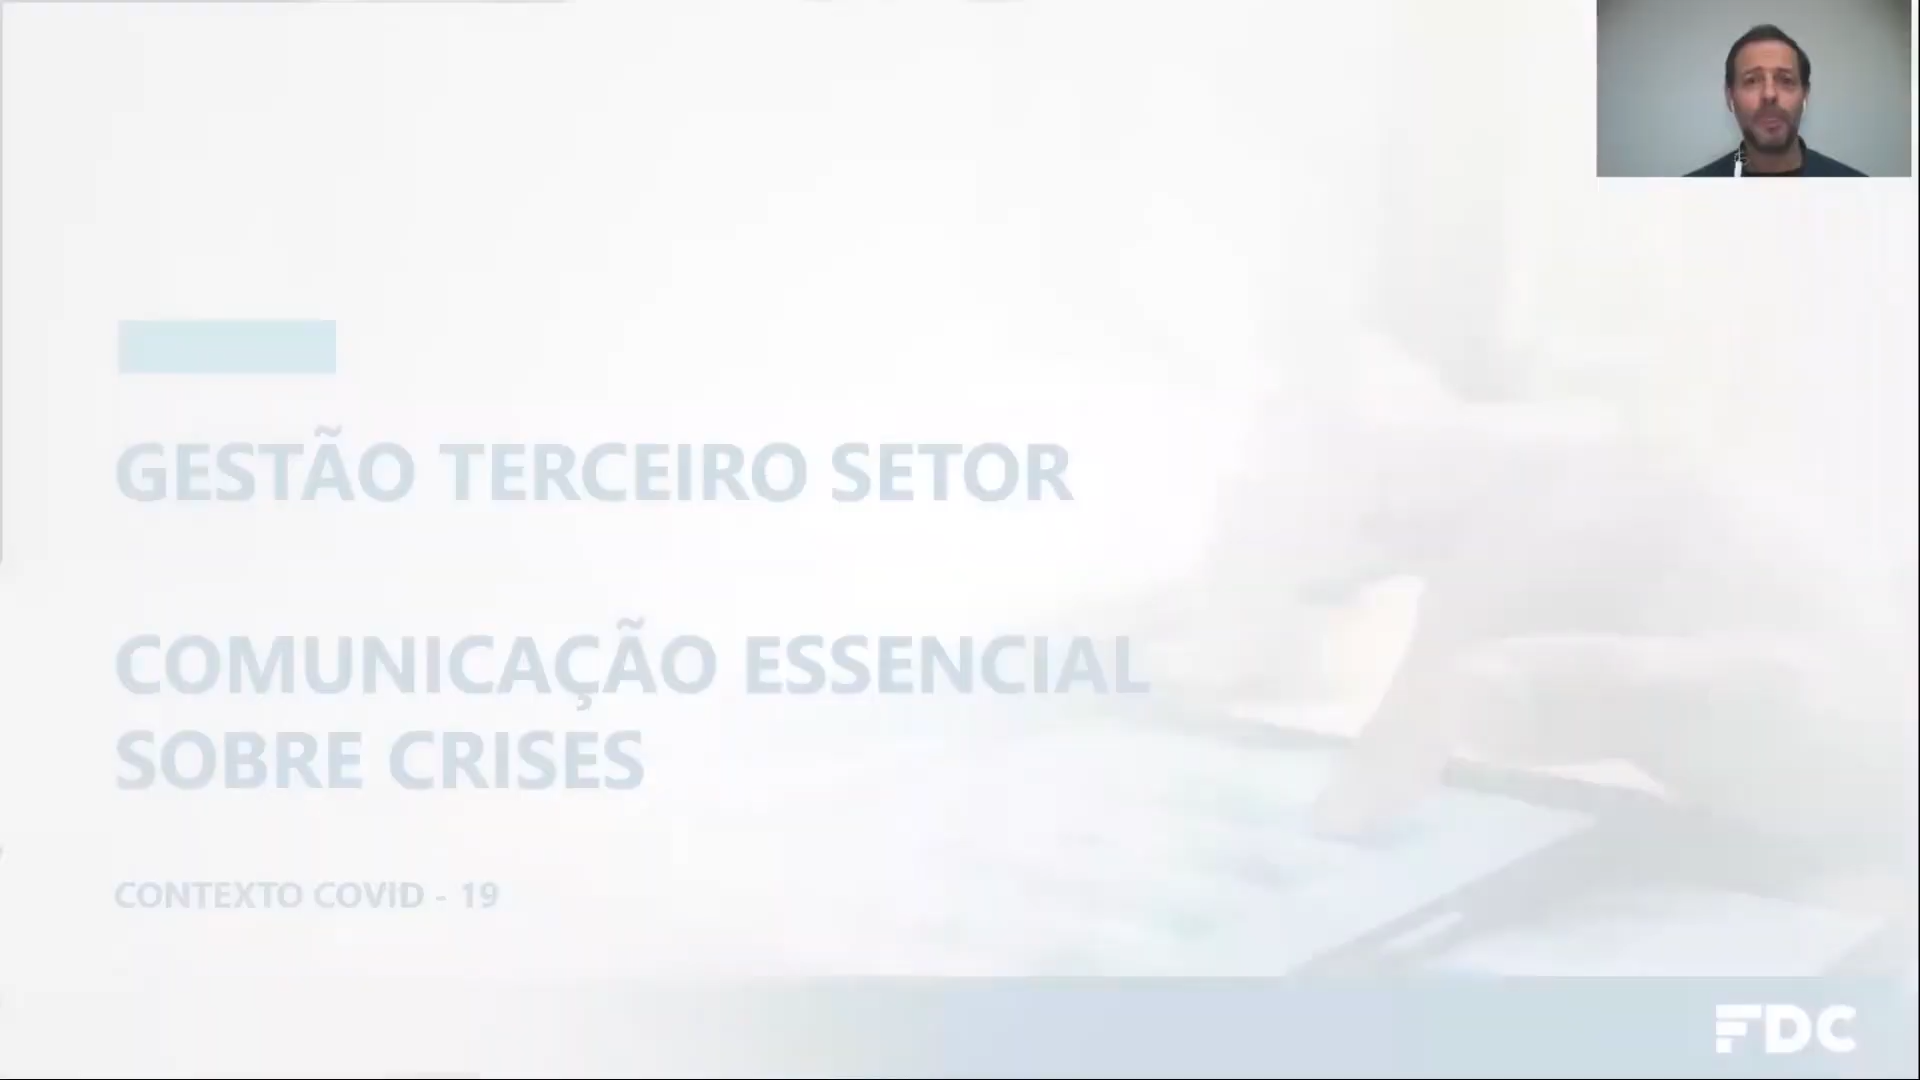 GESTÃO TERCEIRO SETOR
COMUNICAÇÃO ESSENCIAL
SOBRE CRISES
CONTEXTO COVID - 19
FDC